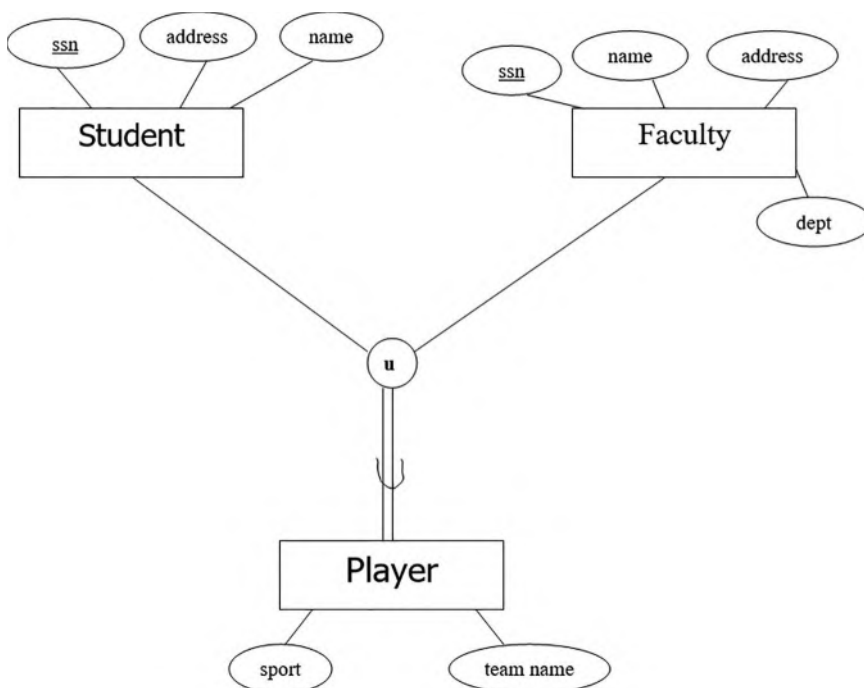 ssn
address
name
Student
ssn
name
address
Faculty
dept
u
Player
sport
team name